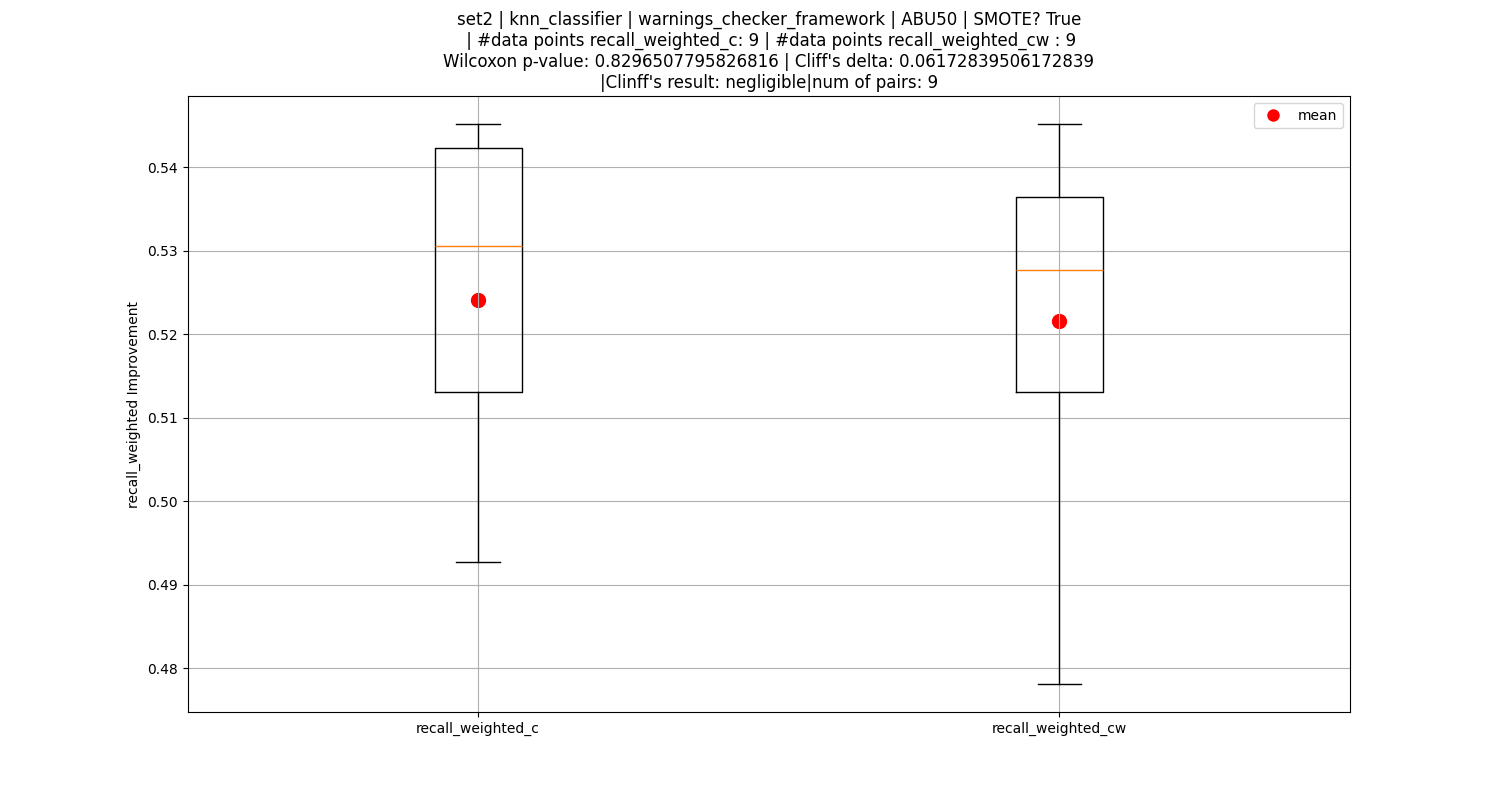 set2 | knn_classifier | warnings_checker_framework | ABU50 | SMOTE? True
| #data points recall_weighted_c: 9 | #data points recall_weighted_cw : 9
Wilcoxon p-value: 0.8296507795826816 | Cliff's delta: 0.06172839506172839
|Clinff's result: negligible|num of pairs: 9
mean
0.54
0.53
0.52
0.51
0.50
0.49
0.48
recall_weighted Improvement
recall_weighted_c
recall_weighted_cw